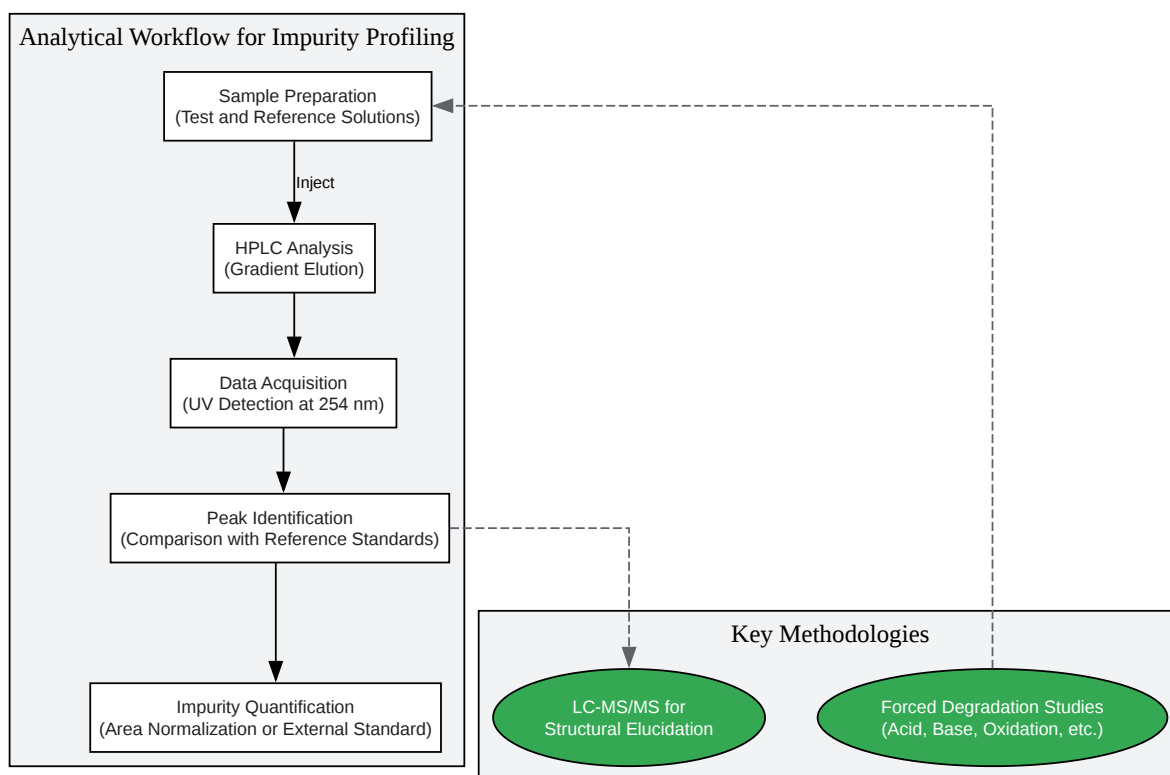 Analytical Workflow for Impurity Profiling
Sample Preparation
(Test and Reference Solutions)
Inject
HPLC Analysis
(Gradient Elution)
Data Acquisition
(UV Detection at 254 nm)
Peak Identification
(Comparison with Reference Standards)
Impurity Quantification
(Area Normalization or External Standard)
Key Methodologies
LC-MS/MS for
Structural Elucidation
Forced Degradation Studies
(Acid, Base, Oxidation, etc.)